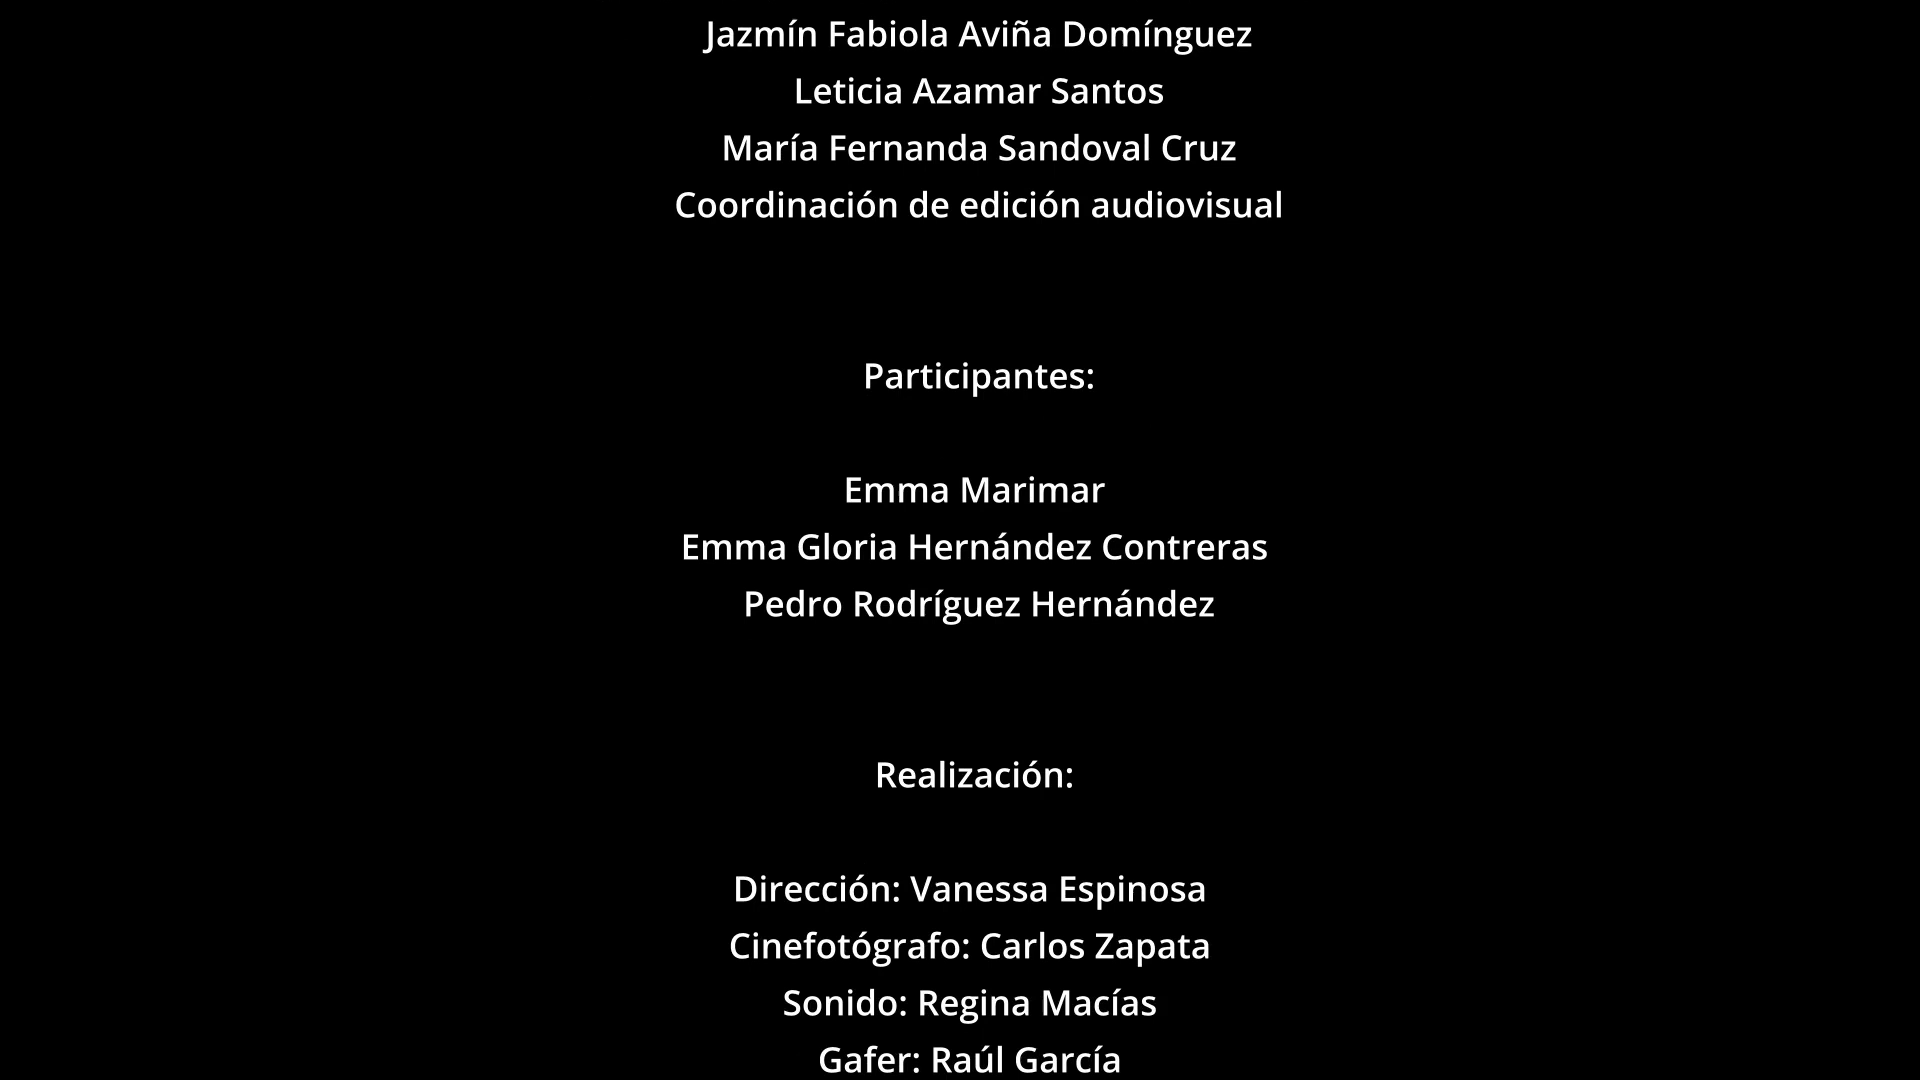 Jazmín Fabiola Aviña Domínguez
Leticia Azamar Santos
María Fernanda Sandoval Cruz
Coordinación de edición audiovisual
Participantes:
Emma Marimar
Emma Gloria Hernández Contreras
Pedro Rodríguez Hernández
Realización:
Dirección: Vanessa Espinosa
Cinefotógrafo: Carlos Zapata
Sonido: Regina Macías
Gafer: Raúl García